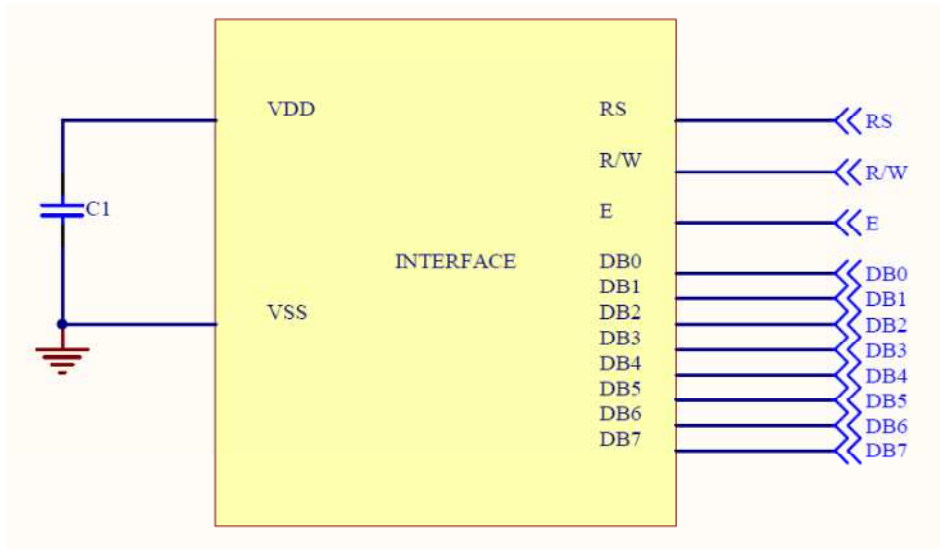 VDD
RS
RS
R/W
R/W
C1
E
E
INTERFACE
DB0
DB0
DB1
DB1
VSS
DB2
DB2
DB3
DB3
DB4
DB4
DB5
DB5
DB6
DB6
DB7
DB7